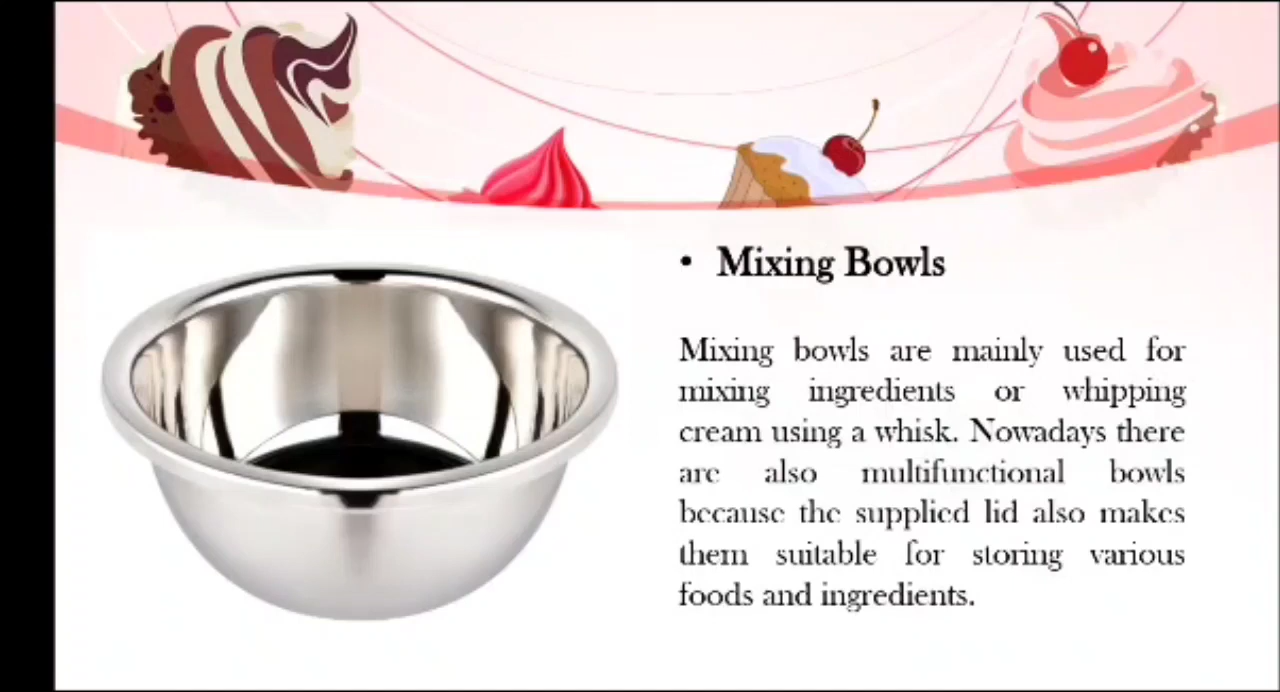 • Mixing Bowls
Mixing bowls are mainly used for
mixing ingredients or whipping
cream using a whisk. Nowadays there
are also multifunctional bowls
because the supplied lid also makes
them suitable for storing various
foods and ingredients.